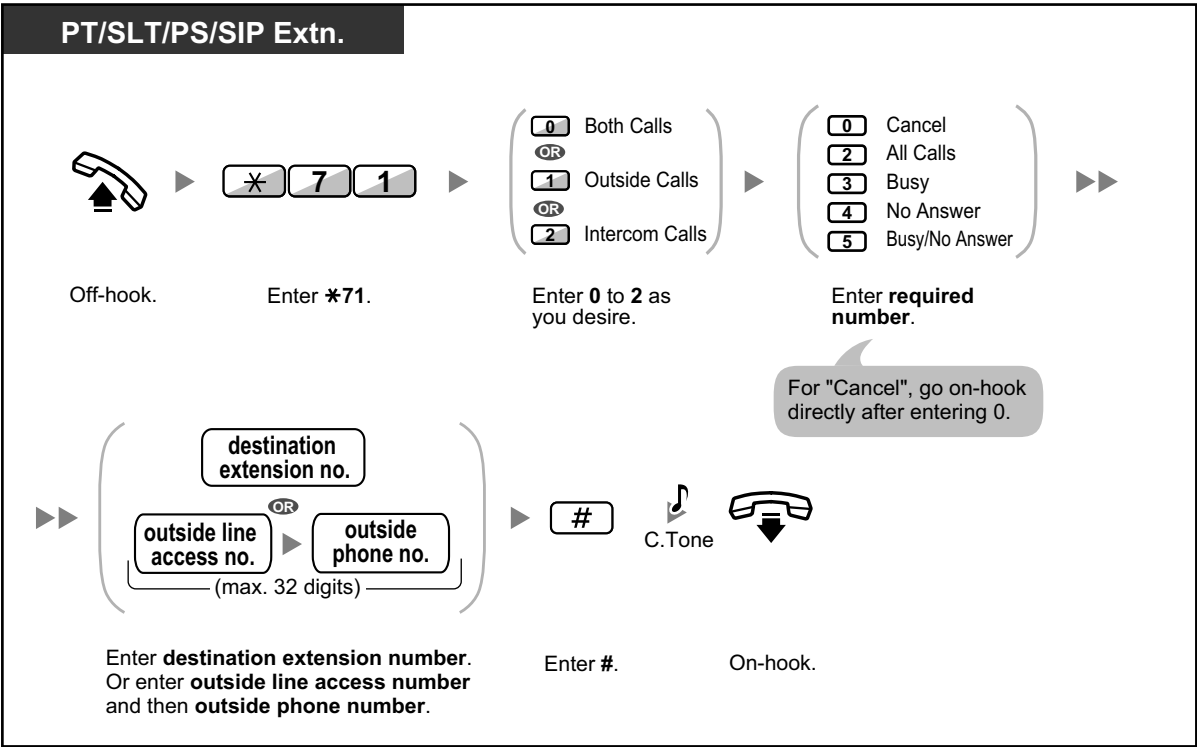 PT/SLT/PS/SIP Extn.
✻ 7 1
0 Both Calls
OR
1 Outside Calls
OR
2 Intercom Calls
0 Cancel
2 All Calls
3 Busy
4 No Answer
5 Busy/No Answer
Off-hook.
Enter ✻71.
Enter 0 to 2 as
you desire.
Enter required
number.
For "Cancel", go on-hook
directly after entering 0.
destination
extension no.
OR
outside line
access no.
outside
phone no.
(max. 32 digits)
#
C.Tone
Enter destination extension number.
Or enter outside line access number
and then outside phone number.
Enter #.
On-hook.